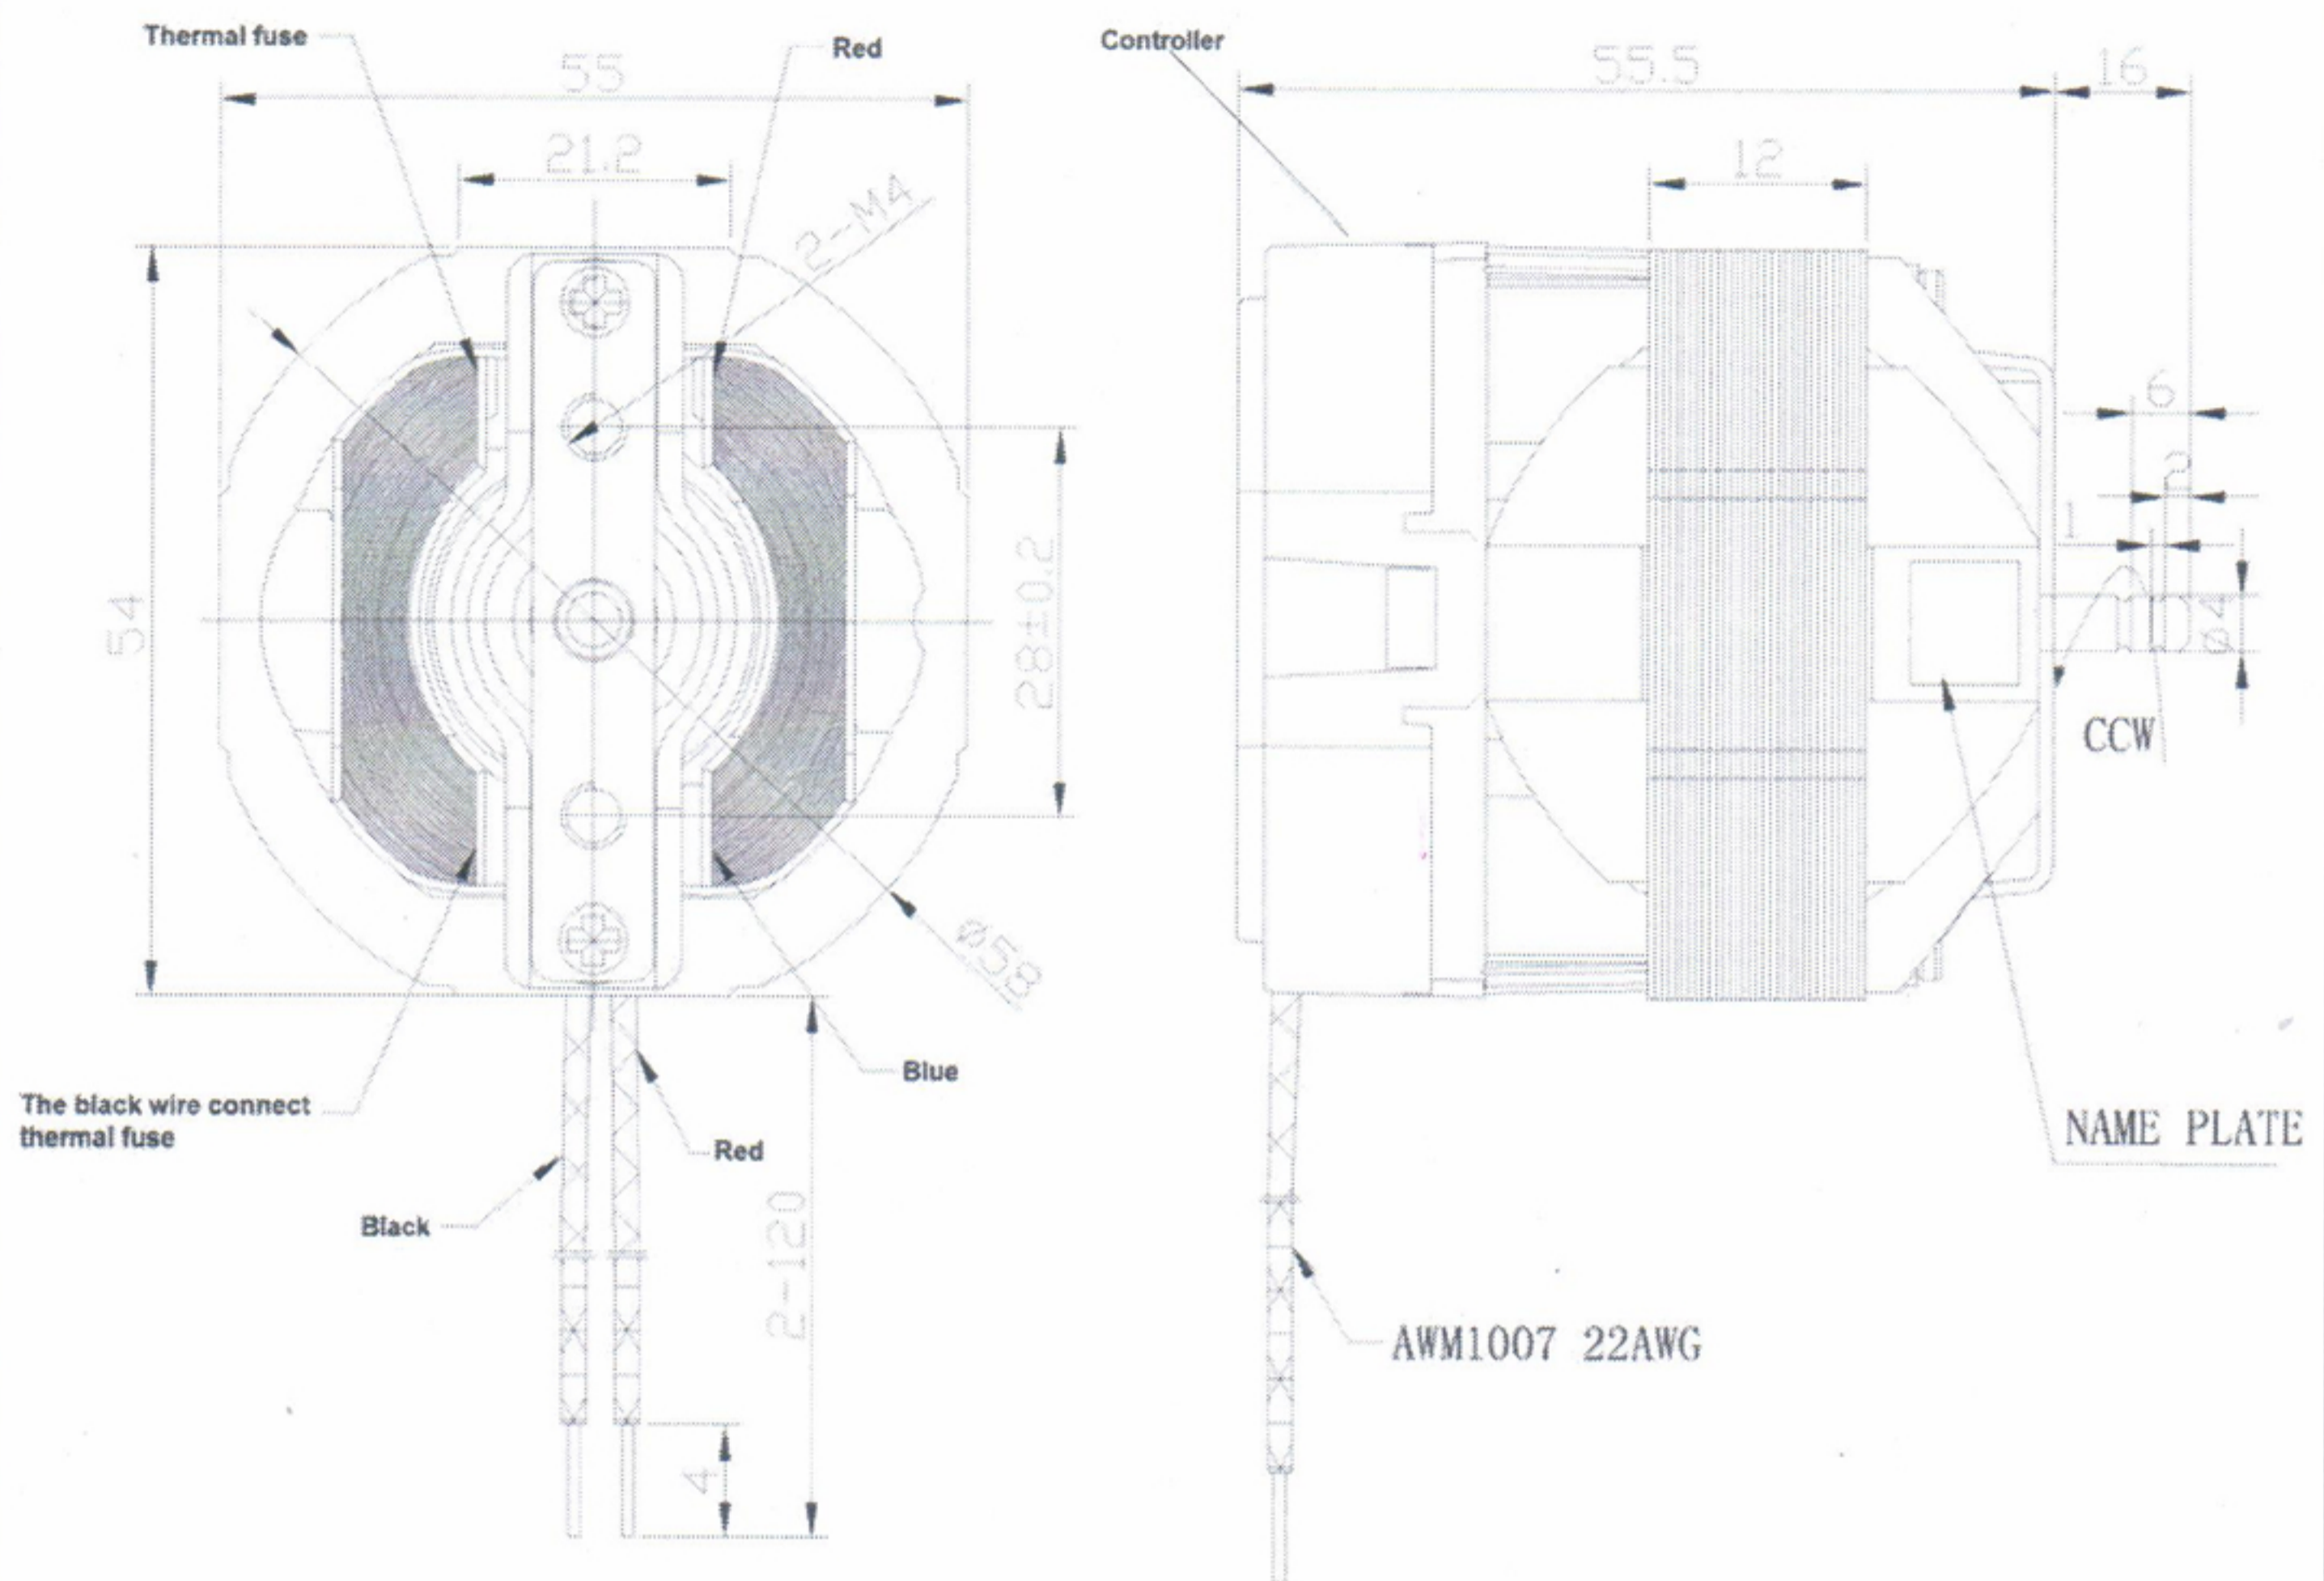 Thermal fuse
55
Red
21.2
2-M4
54
28±0.2
Ø58
Blue
The black wire connect
thermal fuse
Red
Black
2-120
4
Controller
55.5
16
12
6
2
1
Ø4
CCW
NAME PLATE
AWM1007 22AWG